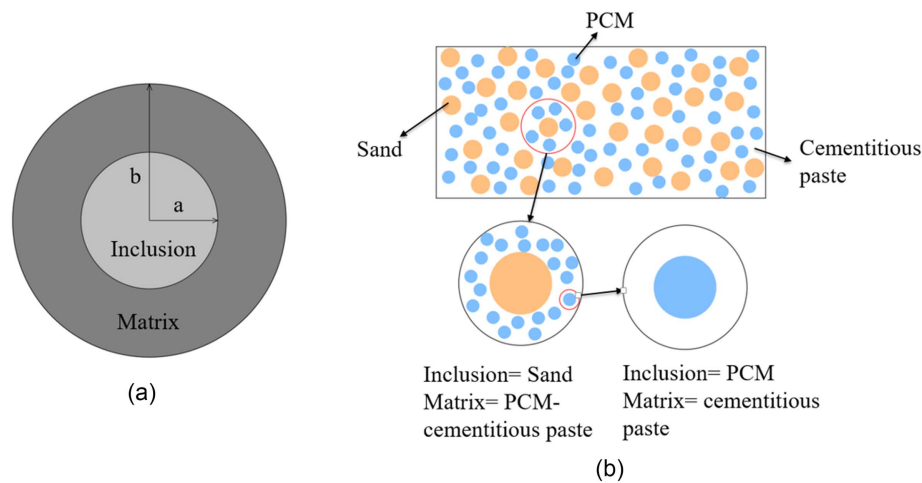 b
a
Inclusion
Matrix
(a)
PCM
Sand
Cementitious
paste
Inclusion= Sand
Matrix= PCM-
cementitious paste
Inclusion= PCM
Matrix= cementitious
paste
(b)